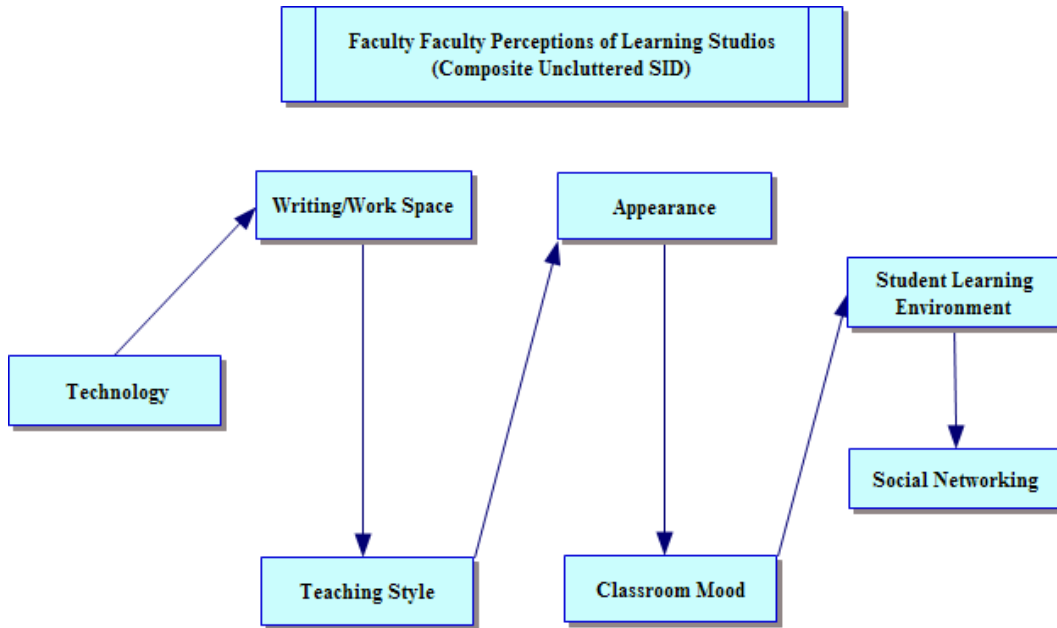 Faculty Faculty Perceptions of Learning Studios
(Composite Uncluttered SID)
Writing/Work Space
Appearance
Student Learning
Environment
Technology
Social Networking
Teaching Style
Classroom Mood